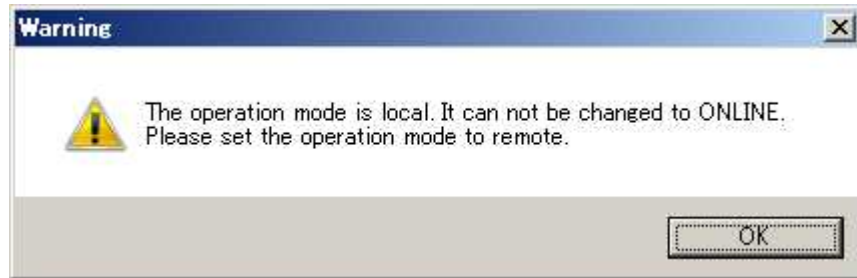 Warning
The operation mode is local. It can not be changed to ONLINE.
Please set the operation mode to remote.
OK